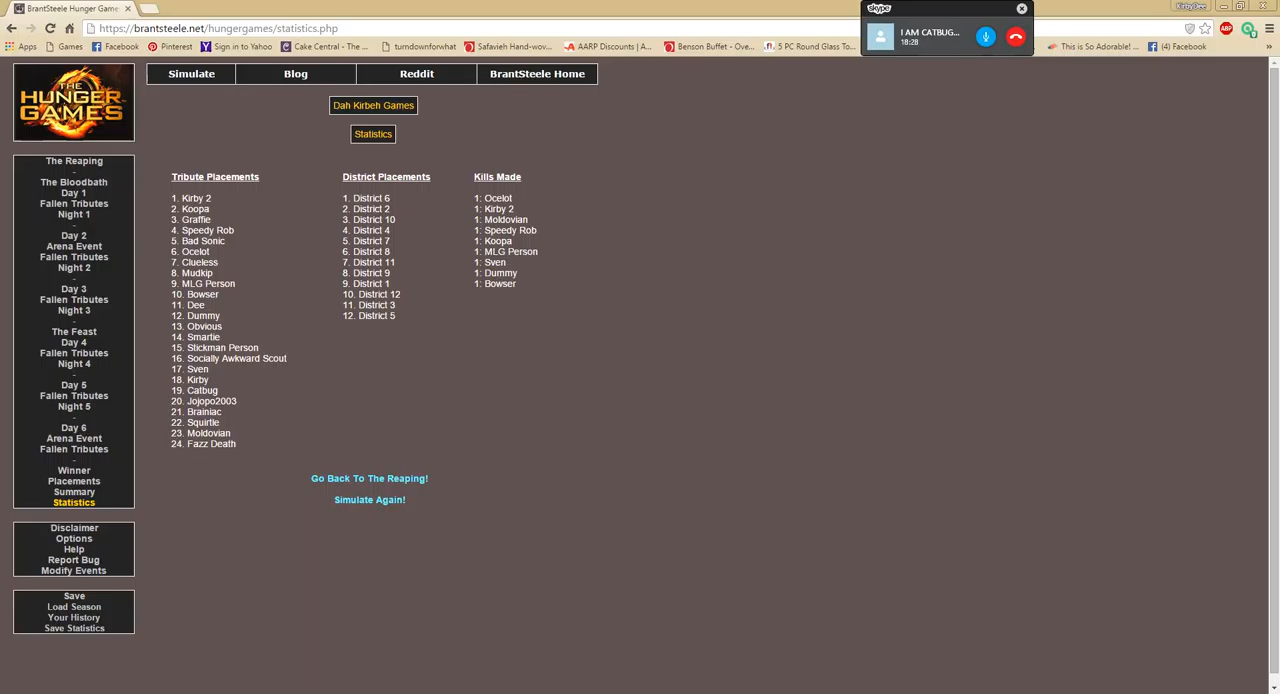 BrantSteele Hunger Game
KirbyDee
https://brantsteele.net/hungergames/statistics.php
skype
I AM CATBUG...
18:28
Apps
Games
Facebook
Pinterest
Sign in to Yahoo
Cake Central - The ...
turndownforwhat
Safavieh Hand-wov...
AARP Discounts | A...
Benson Buffet - Ove...
5 PC Round Glass To...
This is So Adorable! ...
(4) Facebook
THE
HUNGER
GAMES
Simulate
Blog
Reddit
BrantSteele Home
Dah Kirbeh Games
Statistics
The Reaping
-
The Bloodbath
Day 1
Fallen Tributes
Night 1
-
Day 2
Arena Event
Fallen Tributes
Night 2
-
Day 3
Fallen Tributes
Night 3
-
The Feast
Day 4
Fallen Tributes
Night 4
-
Day 5
Fallen Tributes
Night 5
-
Day 6
Arena Event
Fallen Tributes
-
Winner
Placements
Summary
Statistics
Disclaimer
Options
Help
Report Bug
Modify Events
Save
Load Season
Your History
Save Statistics
Tribute Placements
1. Kirby 2
2. Koopa
3. Graffle
4. Speedy Rob
5. Bad Sonic
6. Ocelot
7. Clueless
8. Mudkip
9. MLG Person
10. Bowser
11. Dee
12. Dummy
13. Obvious
14. Smartie
15. Stickman Person
16. Socially Awkward Scout
17. Sven
18. Kirby
19. Catbug
20. Jojopo2003
21. Brainiac
22. Squirtle
23. Moldovian
24. Fazz Death
District Placements
1. District 6
2. District 2
3. District 10
4. District 4
5. District 7
6. District 8
7. District 11
8. District 9
9. District 1
10. District 12
11. District 3
12. District 5
Kills Made
1: Ocelot
1: Kirby 2
1: Moldovian
1: Speedy Rob
1: Koopa
1: MLG Person
1: Sven
1: Dummy
1: Bowser
Go Back To The Reaping!
Simulate Again!